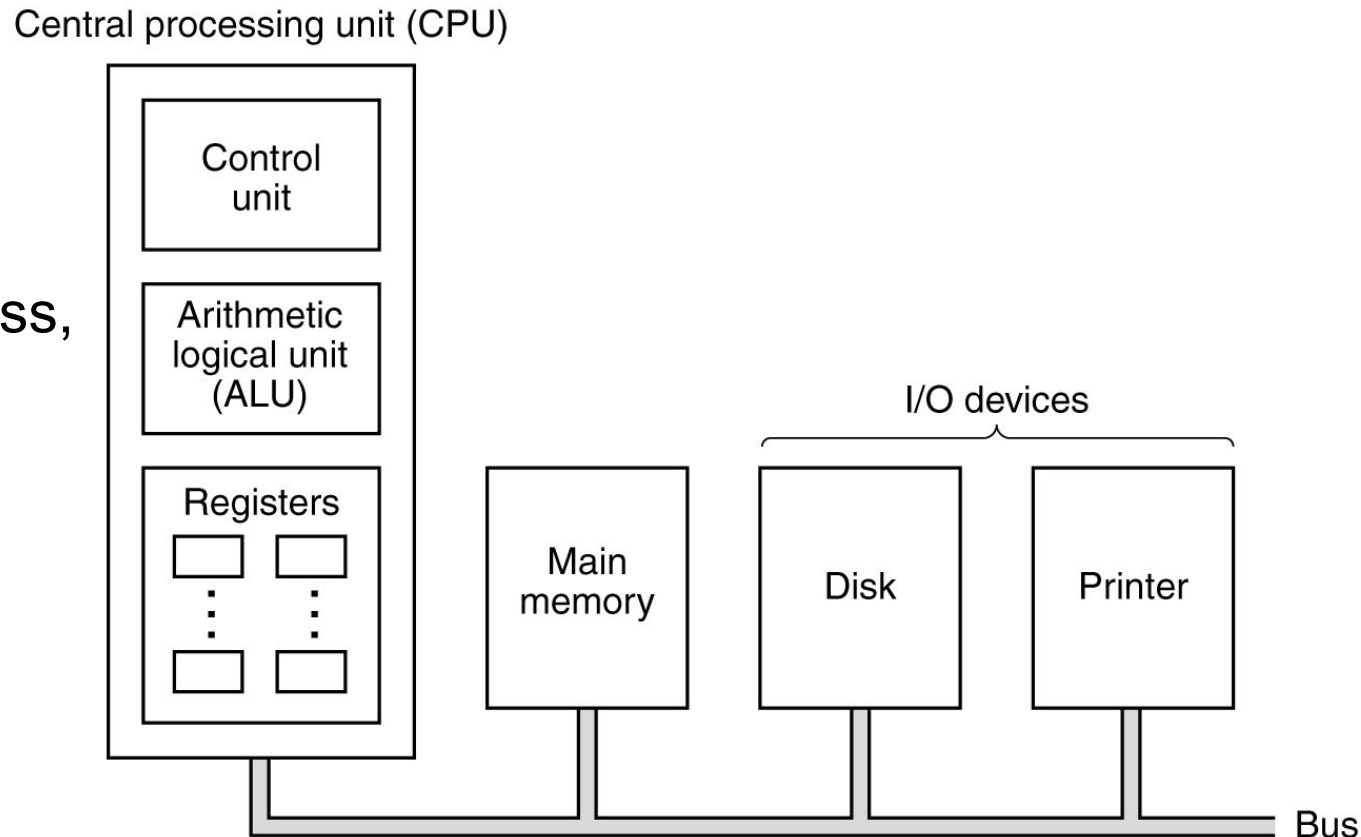 Central processing unit (CPU)
Control
unit
ss,
Arithmetic
logical unit
(ALU)
I/O devices
Registers
Main
memory
Disk
Printer
Bus